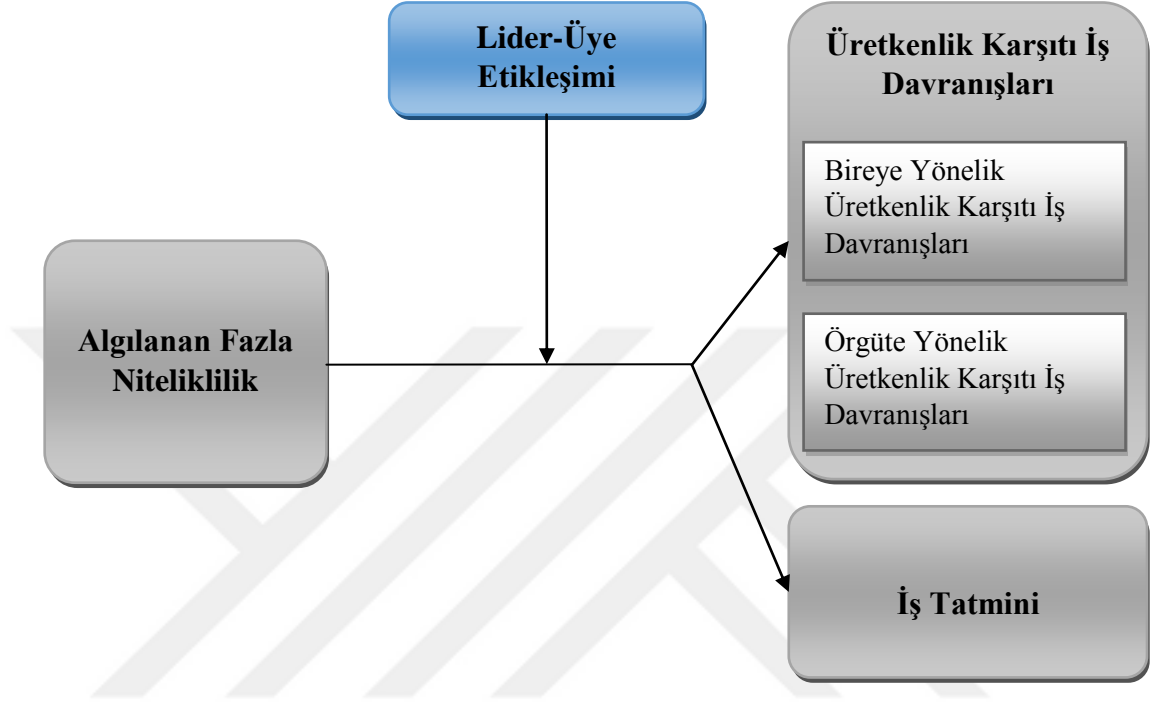 Lider-Üye
Etikleşimi
Üretkenlik Karşıtı İş
Davranışları
Bireye Yönelik
Üretkenlik Karşıtı İş
Davranışları
Algılanan Fazla
Niteliklilik
Örgüte Yönelik
Üretkenlik Karşıtı İş
Davranışları
İş Tatmini